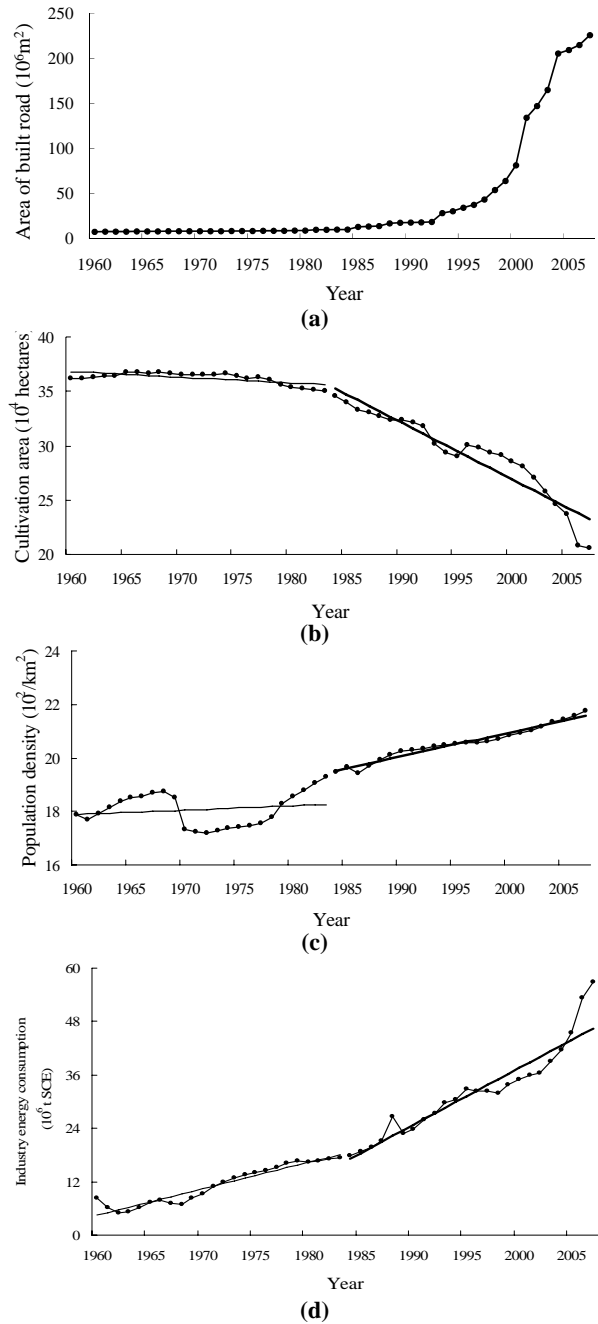 Area of built road (10⁶m²)
250
200
150
100
50
0
1960 1965 1970 1975 1980 1985 1990 1995 2000 2005
Year
(a)
Cultivation area (10⁴ hectares)
40
35
30
25
20
1960 1965 1970 1975 1980 1985 1990 1995 2000 2005
Year
(b)
Population density (10²/km²)
24
22
20
18
16
1960 1965 1970 1975 1980 1985 1990 1995 2000 2005
Year
(c)
Industry energy consumption
(10⁶ t SCE)
60
48
36
24
12
0
1960 1965 1970 1975 1980 1985 1990 1995 2000 2005
Year
(d)